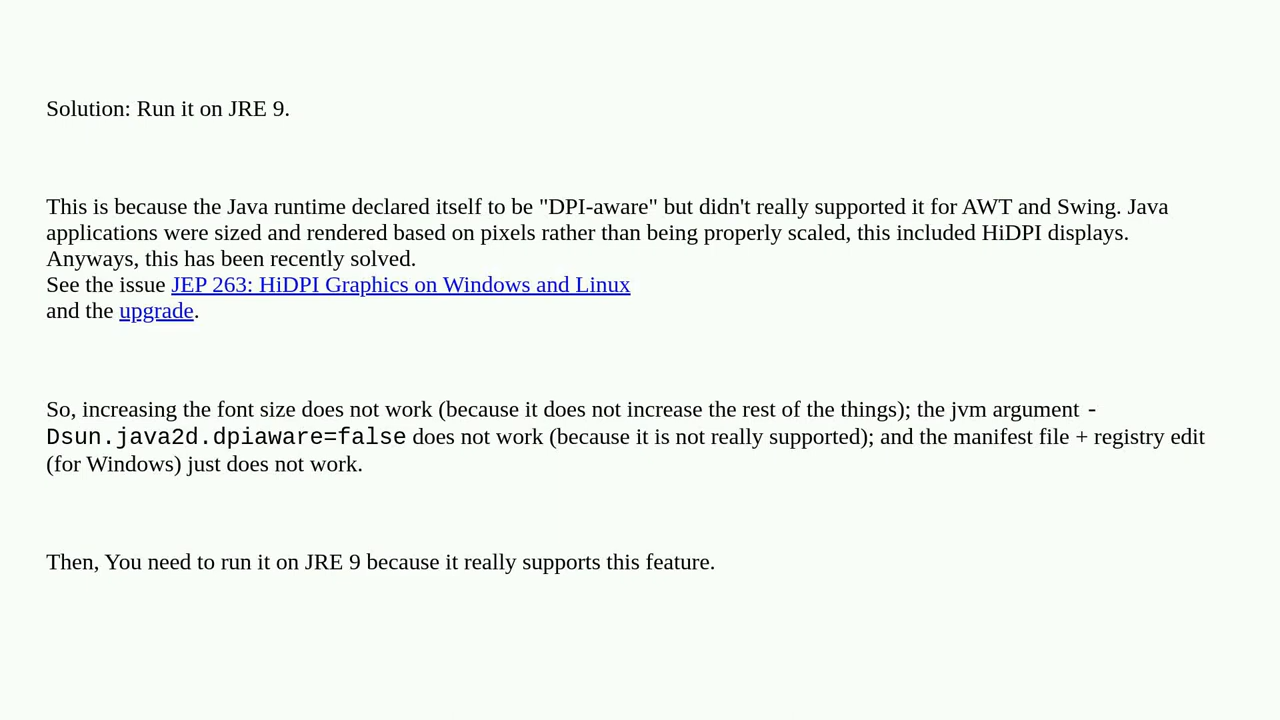 Solution: Run it on JRE 9.
This is because the Java runtime declared itself to be "DPI-aware" but didn't really supported it for AWT and Swing. Java
applications were sized and rendered based on pixels rather than being properly scaled, this included HiDPI displays.
Anyways, this has been recently solved.
See the issue JEP 263: HiDPI Graphics on Windows and Linux
and the upgrade.
So, increasing the font size does not work (because it does not increase the rest of the things); the jvm argument -
Dsun.java2d.dpiaware=false does not work (because it is not really supported); and the manifest file + registry edit
(for Windows) just does not work.
Then, You need to run it on JRE 9 because it really supports this feature.